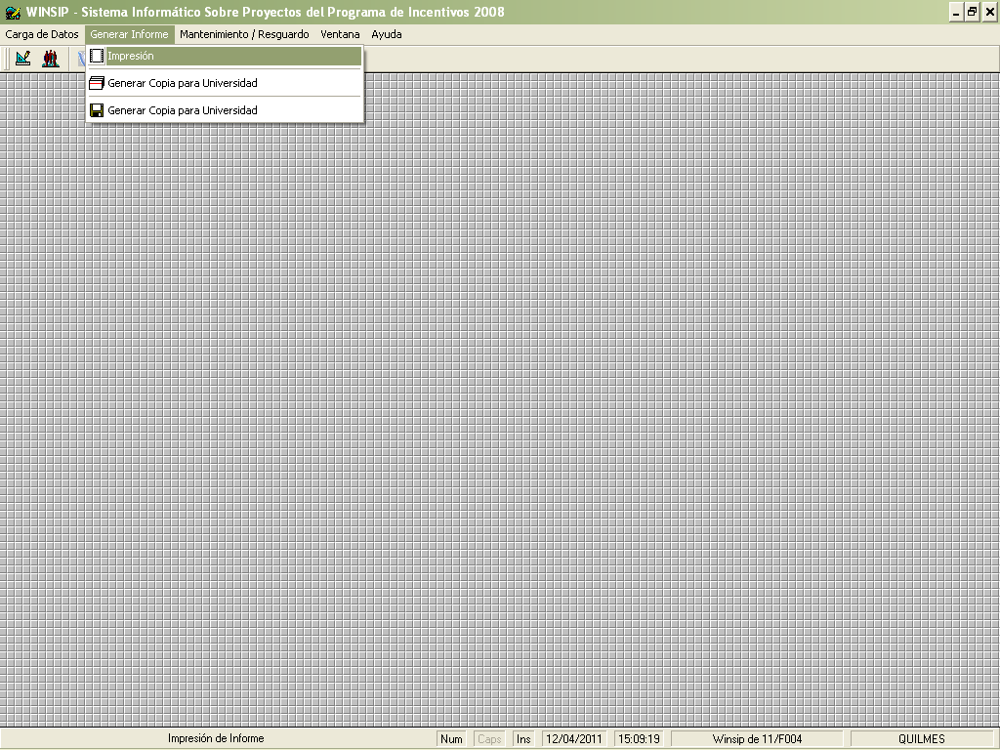 WINSIP - Sistema Informático Sobre Proyectos del Programa de Incentivos 2008
Carga de Datos Generar Informe Mantenimiento / Resguardo Ventana Ayuda
Impresión
Generar Copia para Universidad
Generar Copia para Universidad
Impresión de Informe Num Caps Ins 12/04/2011 15:09:19 Winsip de 11/F004 QUILMES